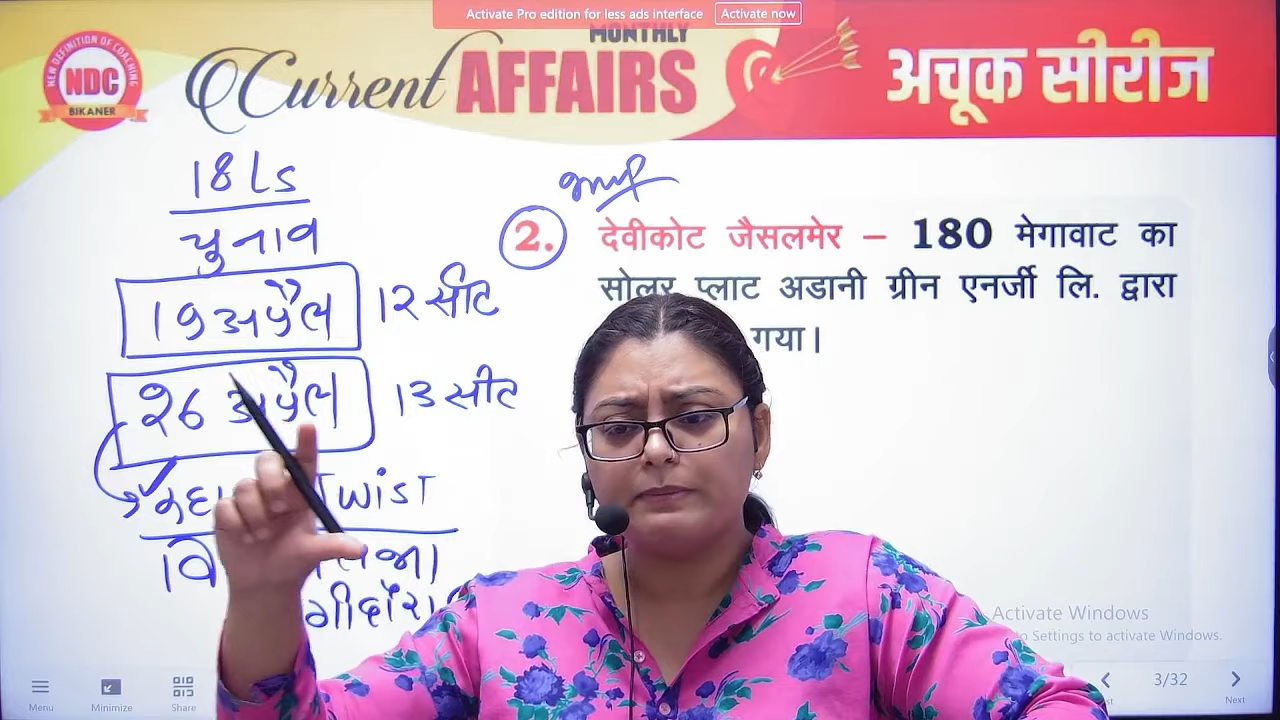 Activate Pro edition for less ads interface Activate now
NEW DEFINITION OF COACHING
NDC
BIKANER
MONTHLY
Current AFFAIRS
अचूक सीरीज
18 LS
चुनाव
19 अप्रैल 12 सीट
26 अप्रैल 13 सीट
TWIST
2. देवीकोट जैसलमेर – 180 मेगावाट का
सोलर प्लाट अडानी ग्रीन एनर्जी लि. द्वारा
गया।
Activate Windows
Settings to activate Windows.
Menu Minimize Share
3/32 Next